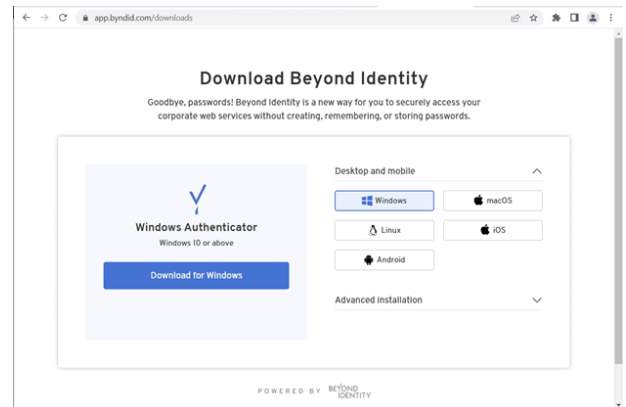 app.byndid.com/downloads
Download Beyond Identity
Goodbye, passwords! Beyond Identity is a new way for you to securely access your
corporate web services without creating, remembering, or storing passwords.
Windows Authenticator
Windows 10 or above
Download for Windows
Desktop and mobile
Windows
macOS
Linux
iOS
Android
Advanced installation
POWERED BY BEYOND
IDENTITY